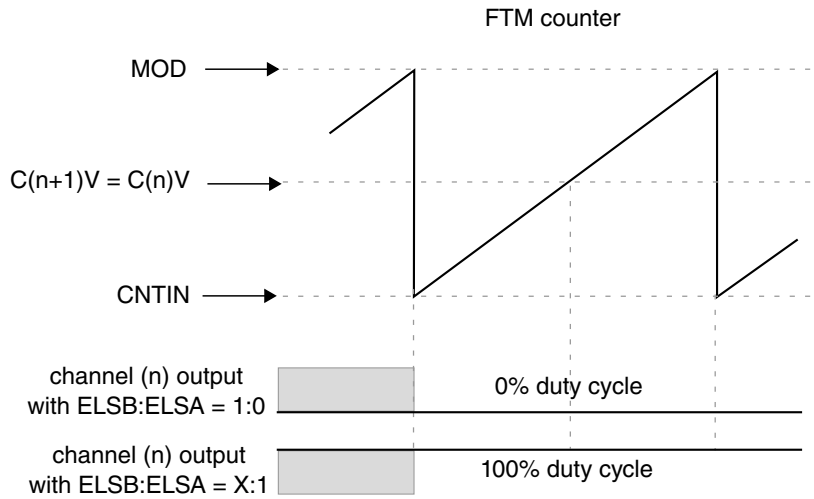 FTM counter
MOD
C(n+1)V = C(n)V
CNTIN
channel (n) output
with ELSB:ELSA = 1:0
0% duty cycle
channel (n) output
with ELSB:ELSA = X:1
100% duty cycle